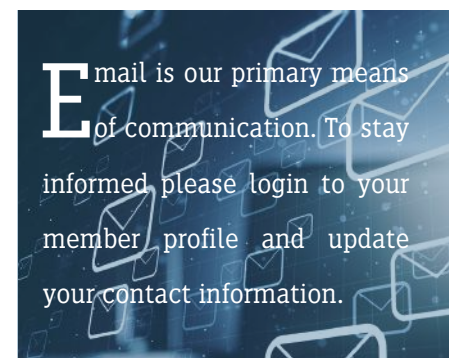 Email is our primary means
of communication. To stay
informed please login to your
member profile and update
your contact information.